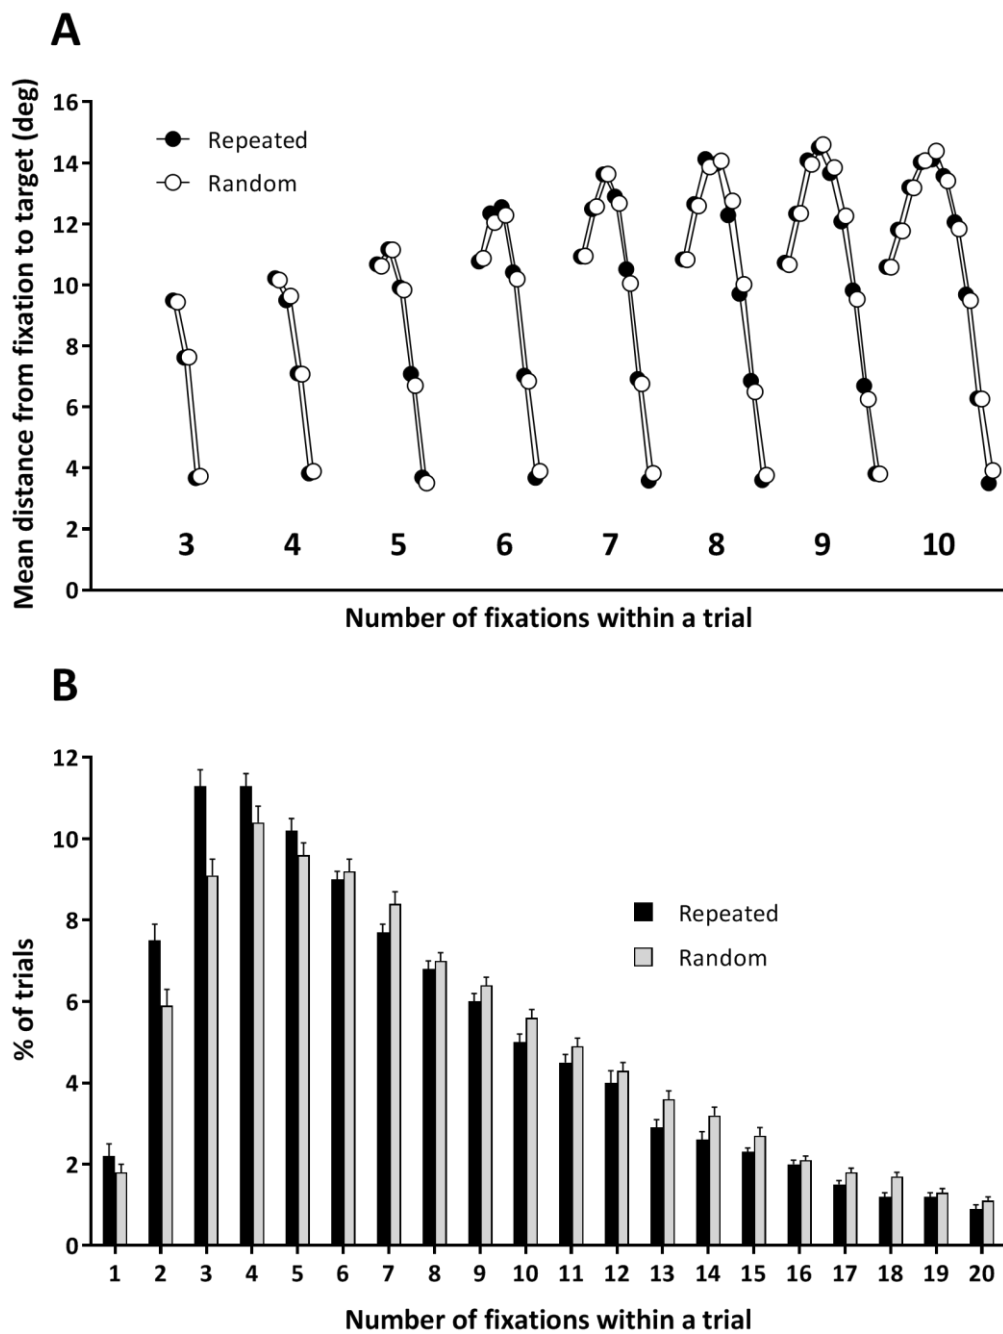 A
Mean distance from fixation to target (deg)
16
14
12
10
8
6
4
2
0
Repeated
Random
3 4 5 6 7 8 9 10
Number of fixations within a trial
B
% of trials
12
10
8
6
4
2
0
Repeated
Random
1 2 3 4 5 6 7 8 9 10 11 12 13 14 15 16 17 18 19 20
Number of fixations within a trial